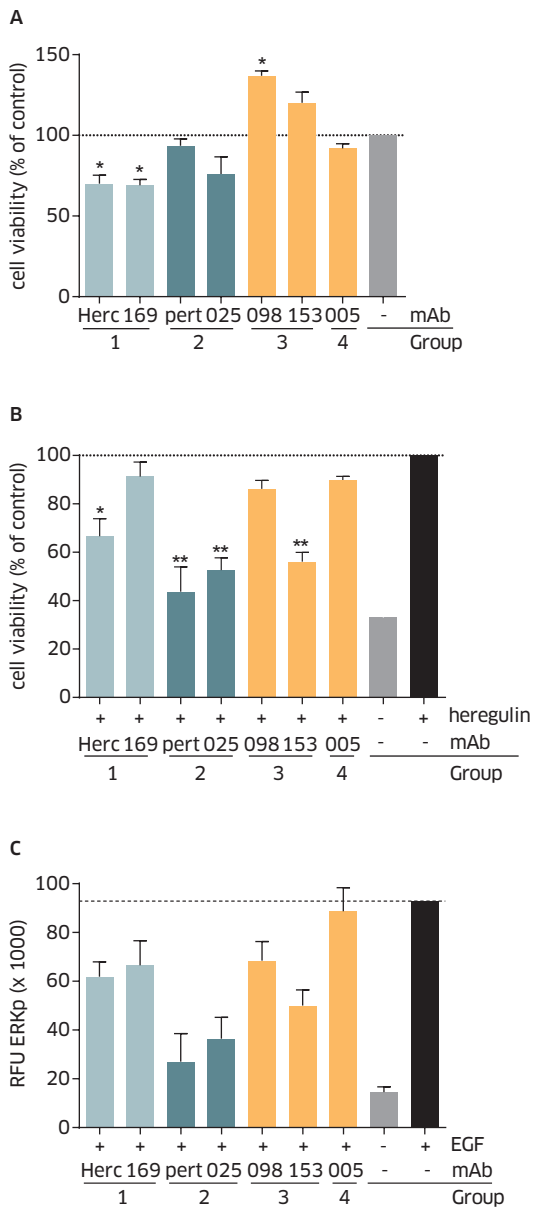 A
cell viability (% of control)
150
100
50
0
*
*
*
Herc 169 pert 025 098 153 005 - mAb
1 2 3 4 Group
B
cell viability (% of control)
100
80
60
40
20
0
*
**
**
**
+ + + + + + + - + heregulin
Herc 169 pert 025 098 153 005 - - mAb
1 2 3 4 Group
C
RFU ERKp (x 1000)
100
80
60
40
20
0
+ + + + + + + - + EGF
Herc 169 pert 025 098 153 005 - - mAb
1 2 3 4 Group